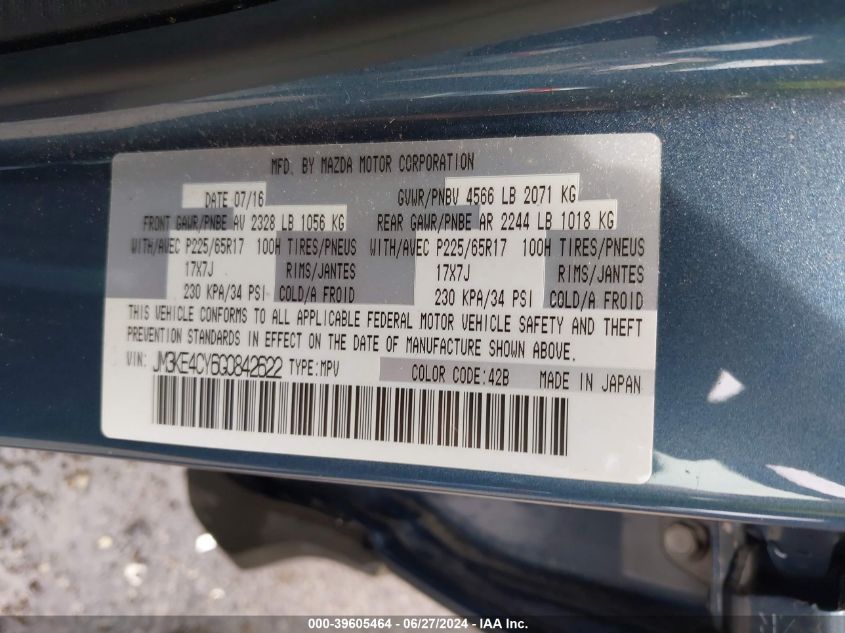 MFD. BY MAZDA MOTOR CORPORATION
DATE 07/16 GVWR/PNBV 4566 LB 2071 KG
FRONT GAWR/PNBE AV 2328 LB 1056 KG REAR GAWR/PNBE AR 2244 LB 1018 KG
WITH/AVEC P225/65R17 100H TIRES/PNEUS WITH/AVEC P225/65R17 100H TIRES/PNEUS
17X7J RIMS/JANTES 17X7J RIMS/JANTES
230 KPA/34 PSI COLD/A FROID 230 KPA/34 PSI COLD/A FROID
THIS VEHICLE CONFORMS TO ALL APPLICABLE FEDERAL MOTOR VEHICLE SAFETY AND THEFT
PREVENTION STANDARDS IN EFFECT ON THE DATE OF MANUFACTURE SHOWN ABOVE.
VIN: JM3KE4CY6G0842622 TYPE:MPV COLOR CODE:42B MADE IN JAPAN
000-39605464 - 06/27/2024 - IAA Inc.